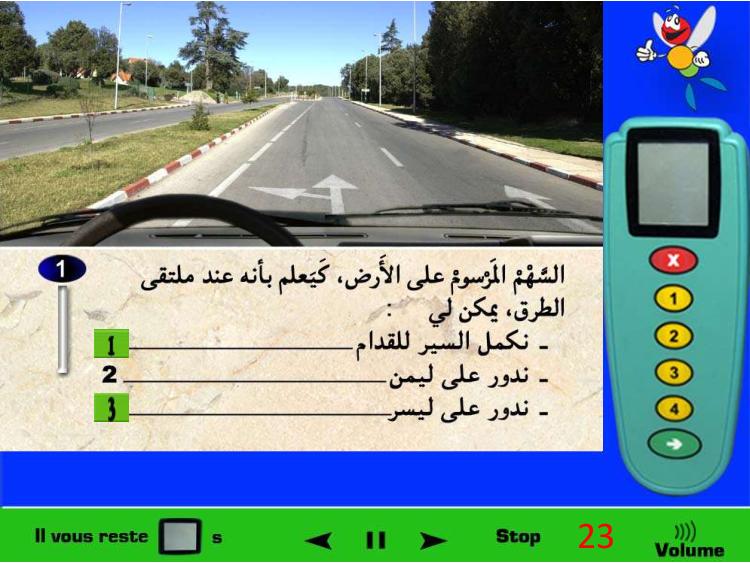 1
السَّهْمْ المَرْسومْ على الأَرض، كَيَعلم بأنه عند ملتقى
الطرق، يمكن لي :
ـ نكمل السير للقدام 1
ـ ندور على ليمن 2
ـ ندور على ليسر 3
X
1
2
3
4
Il vous reste s
Stop
23
Volume